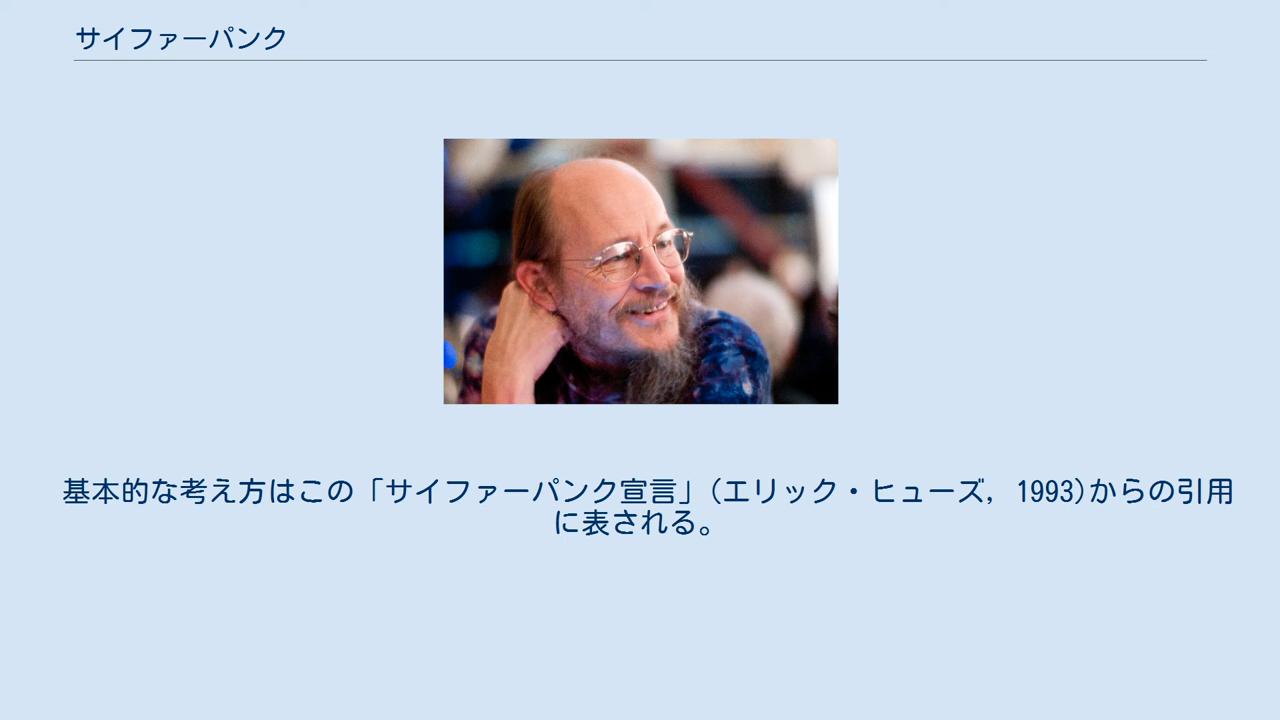 サイファーパンク
基本的な考え方はこの「サイファーパンク宣言」(エリック・ヒューズ, 1993)からの引用
に表される。